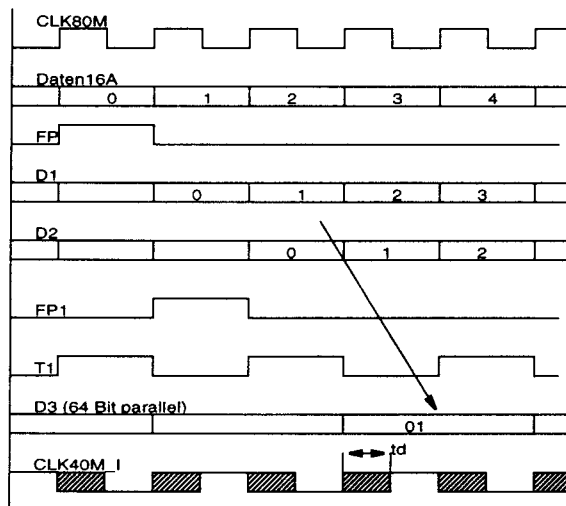 CLK80M
Daten16A
0 1 2 3 4
FP
D1
0 1 2 3
D2
0 1 2
FP1
T1
D3 (64 Bit parallel)
01
td
CLK40M_I